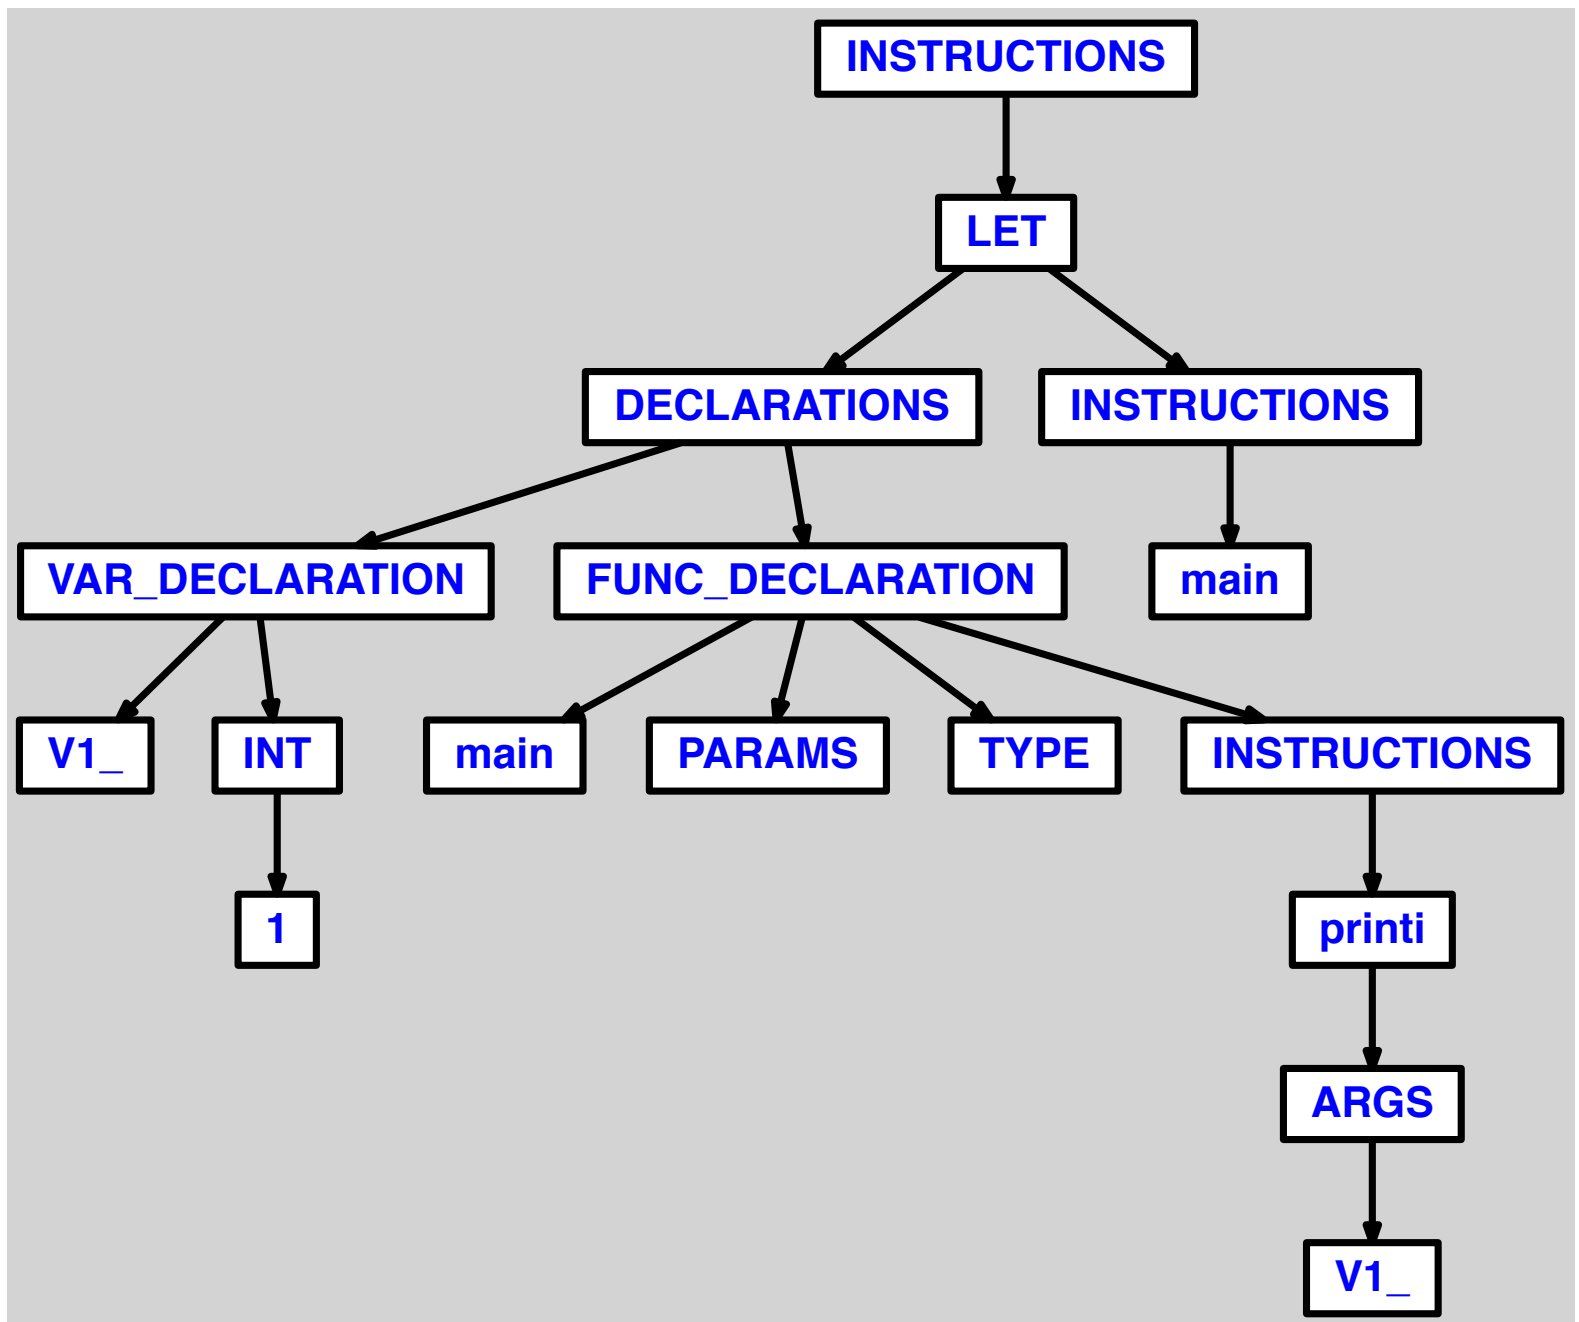 INSTRUCTIONS
LET
DECLARATIONS
INSTRUCTIONS
VAR_DECLARATION
FUNC_DECLARATION
main
V1_
INT
main
PARAMS
TYPE
INSTRUCTIONS
1
printi
ARGS
V1_